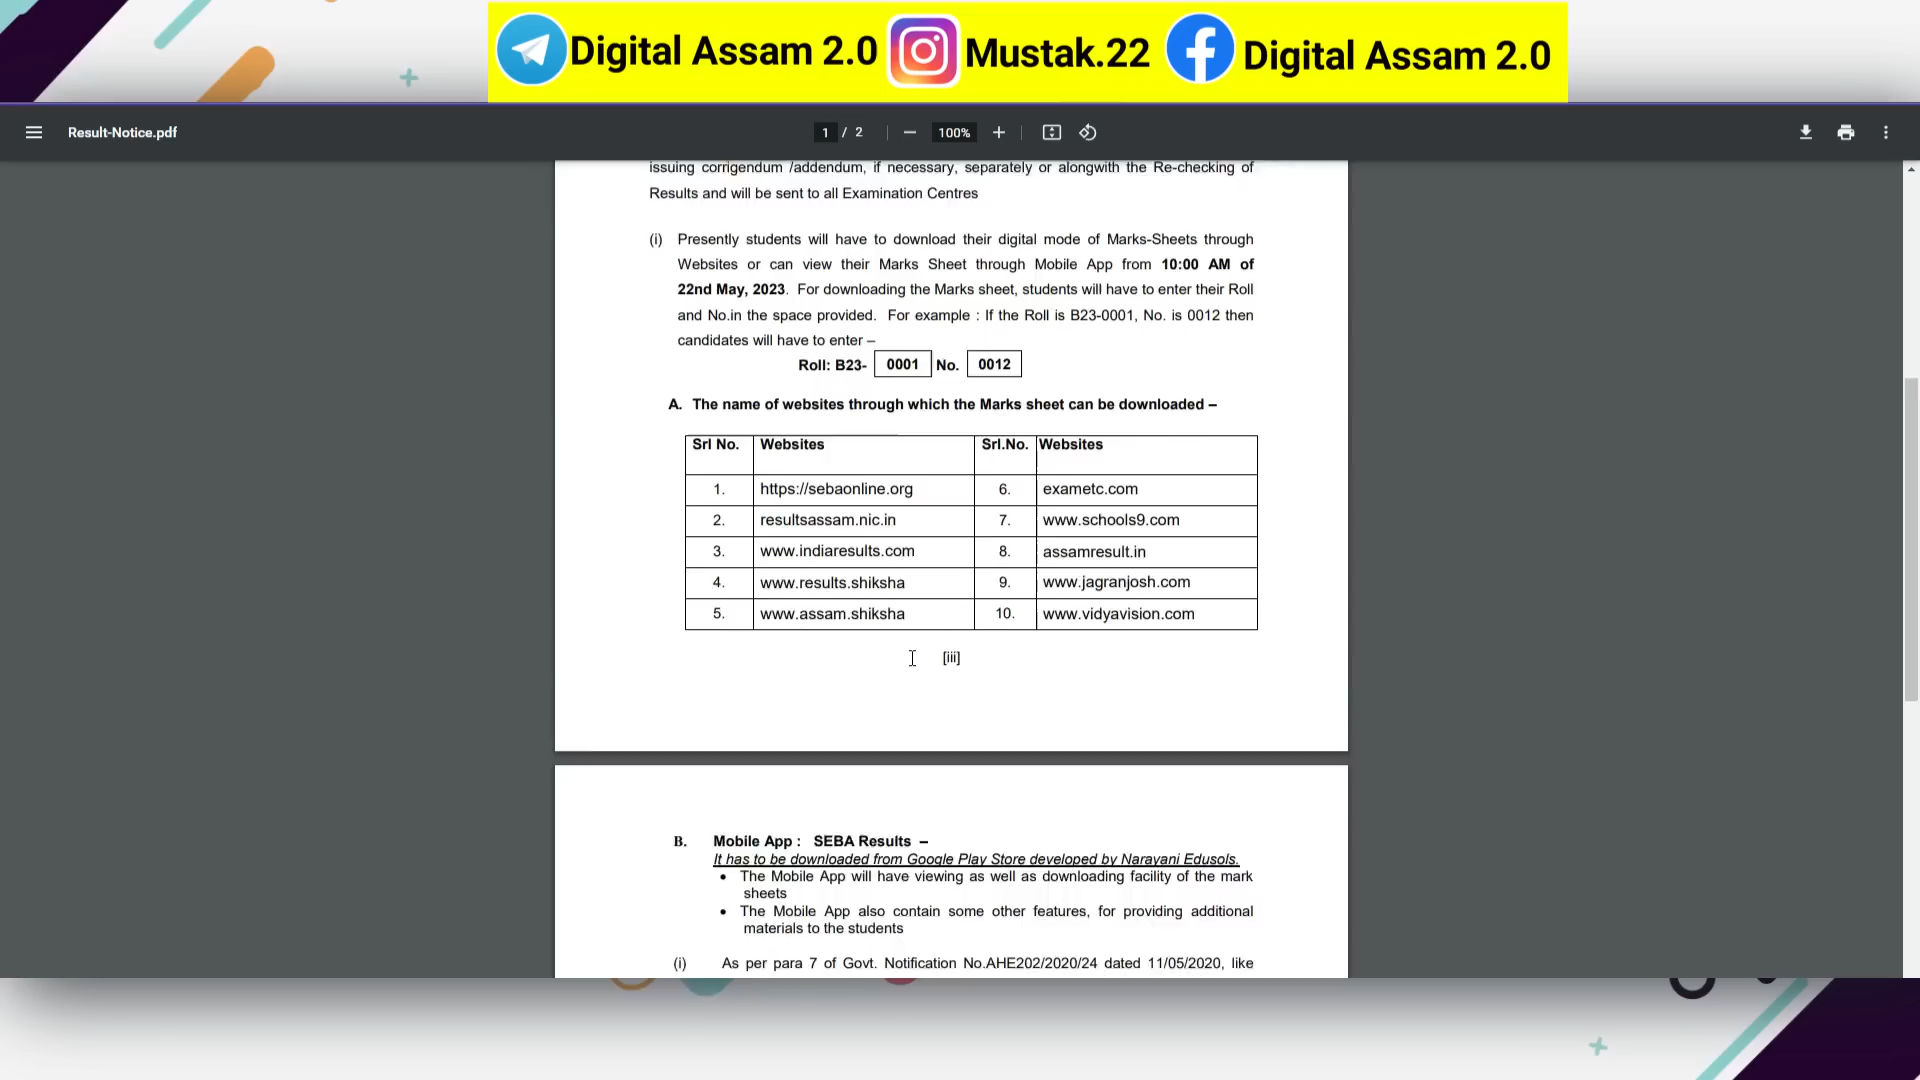 Digital Assam 2.0 Mustak.22 Digital Assam 2.0
Result-Notice.pdf 1 / 2 100%
issuing corrigendum /addendum, if necessary, separately or alongwith the Re-checking of
Results and will be sent to all Examination Centres
(i) Presently students will have to download their digital mode of Marks-Sheets through
Websites or can view their Marks Sheet through Mobile App from 10:00 AM of
22nd May, 2023. For downloading the Marks sheet, students will have to enter their Roll
and No.in the space provided. For example : If the Roll is B23-0001, No. is 0012 then
candidates will have to enter –
Roll: B23- 0001 No. 0012
A. The name of websites through which the Marks sheet can be downloaded –
Srl No. Websites Srl.No. Websites
1. https://sebaonline.org 6. exametc.com
2. resultsassam.nic.in 7. www.schools9.com
3. www.indiaresults.com 8. assamresult.in
4. www.results.shiksha 9. www.jagranjosh.com
5. www.assam.shiksha 10. www.vidyavision.com
[iii]
B. Mobile App : SEBA Results –
It has to be downloaded from Google Play Store developed by Narayani Edusols.
• The Mobile App will have viewing as well as downloading facility of the mark
sheets
• The Mobile App also contain some other features, for providing additional
materials to the students
(i) As per para 7 of Govt. Notification No.AHE202/2020/24 dated 11/05/2020, like